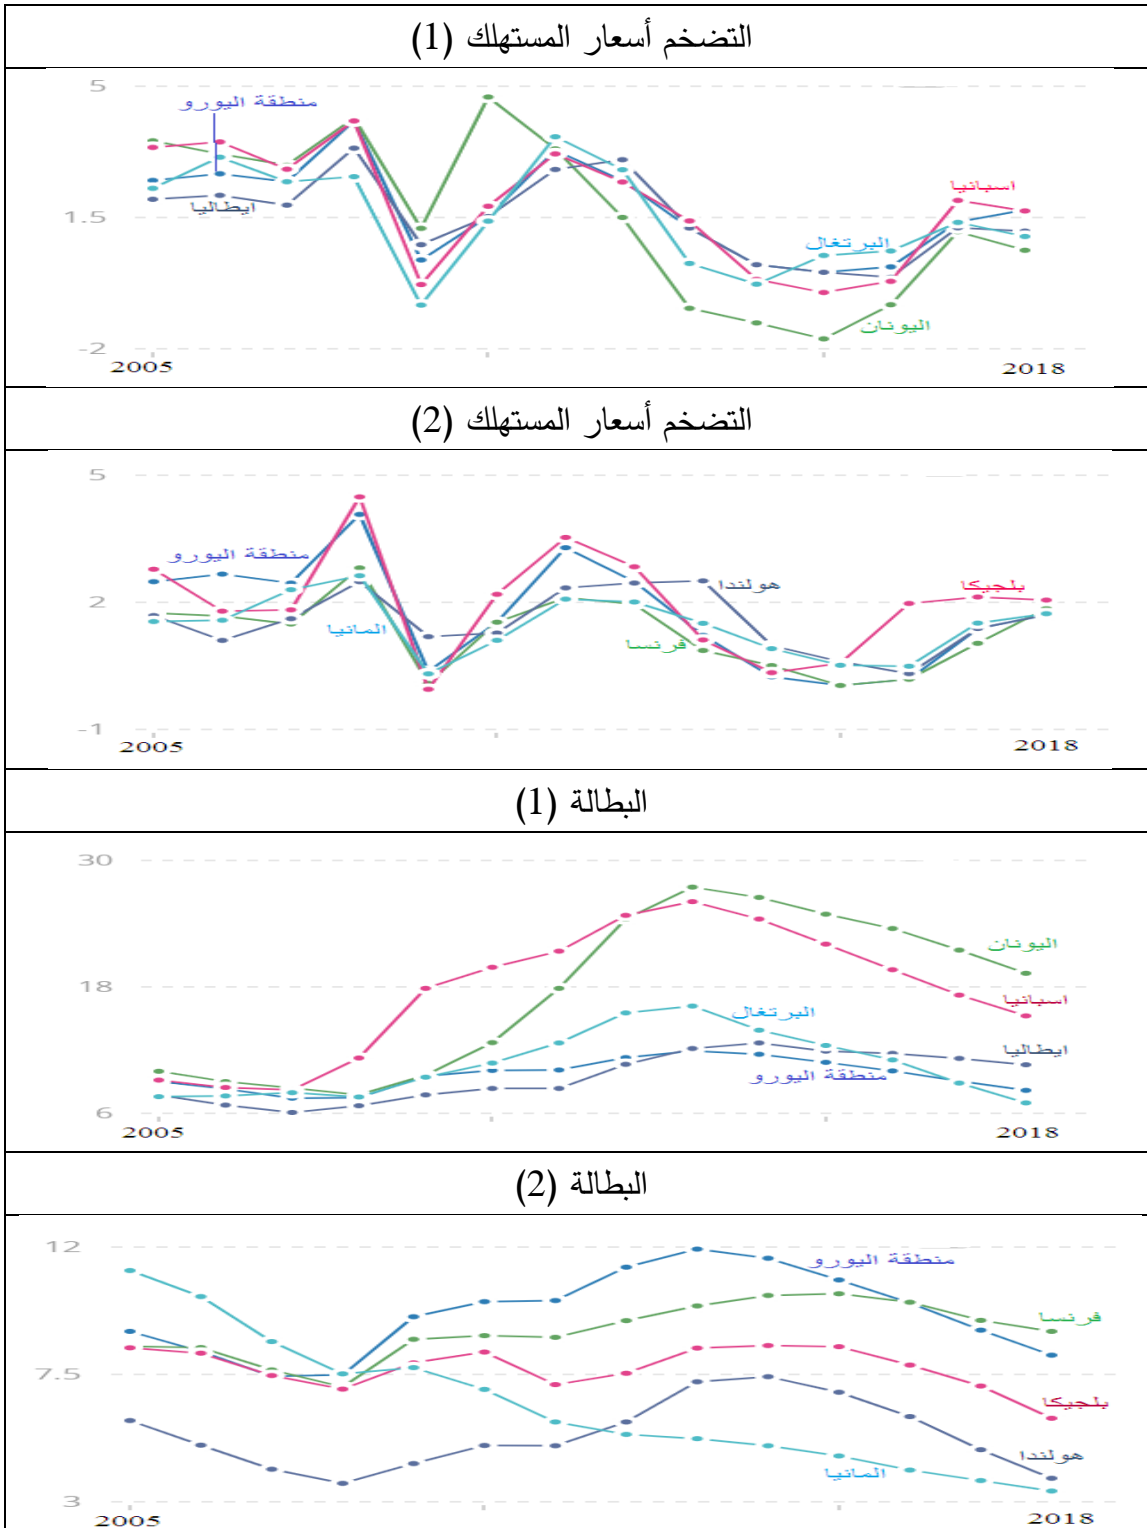 التضخم أسعار المستهلك (1)
5
منطقة اليورو
ايطاليا
اسبانيا
1.5
البرتغال
اليونان
-2
2005
2018
التضخم أسعار المستهلك (2)
5
منطقة اليورو
هولندا
بلجيكا
2
المانيا
فرنسا
-1
2005
2018
البطالة (1)
30
اليونان
18
اسبانيا
البرتغال
ايطاليا
منطقة اليورو
6
2005
2018
البطالة (2)
12
منطقة اليورو
فرنسا
7.5
بلجيكا
هولندا
المانيا
3
2005
2018